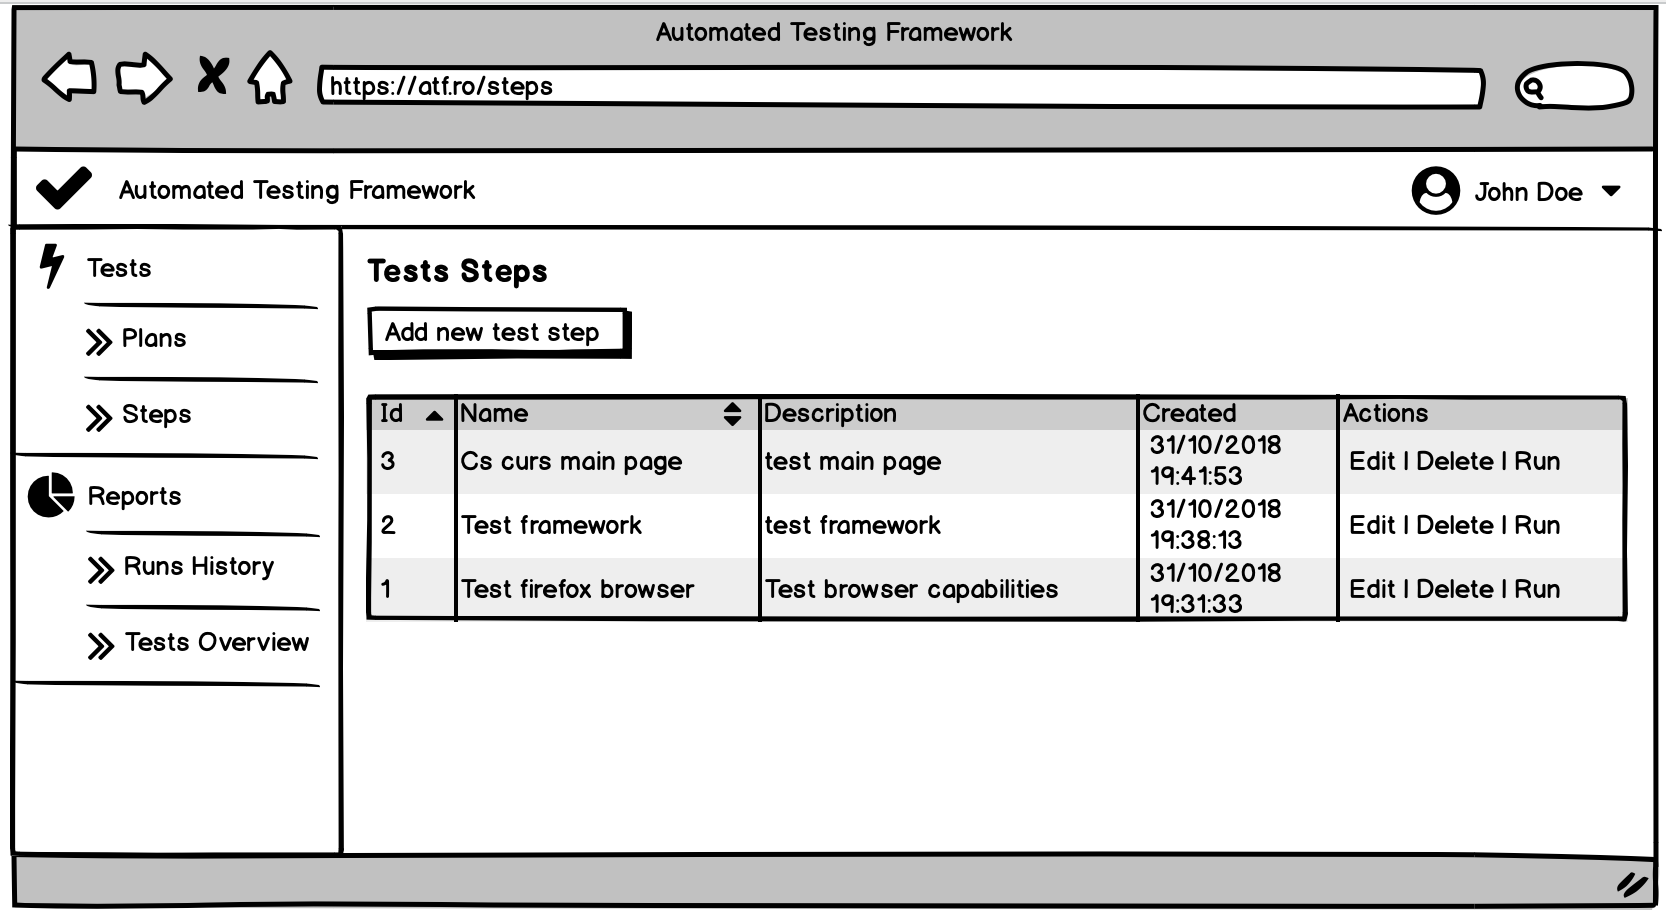 Automated Testing Framework
https://atf.ro/steps
Automated Testing Framework
John Doe
Tests
Plans
Steps
Reports
Runs History
Tests Overview
Tests Steps
Add new test step
Id Name Description Created Actions
3 Cs curs main page test main page 31/10/2018 19:41:53 Edit | Delete | Run
2 Test framework test framework 31/10/2018 19:38:13 Edit | Delete | Run
1 Test firefox browser Test browser capabilities 31/10/2018 19:31:33 Edit | Delete | Run